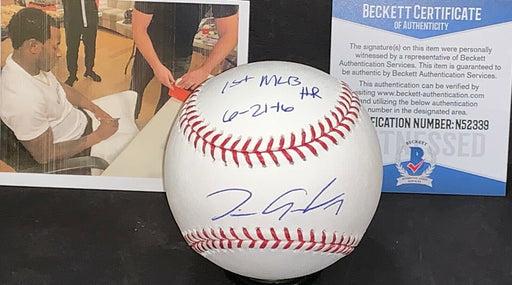 1st MLB
HR
6-21-16
BECKETT CERTIFICATE
OF AUTHENTICITY
The signature(s) on this item were personally
witnessed by a representative of Beckett
Authentication Services. This item is guaranteed
to be authentic by Beckett Authentication Services.
This authentication can be verified by
visiting www.beckett-authentication.com
and utilizing the below number in
designated area.
FICATION NUMBER: N52339
WITNESSED
BECKETT